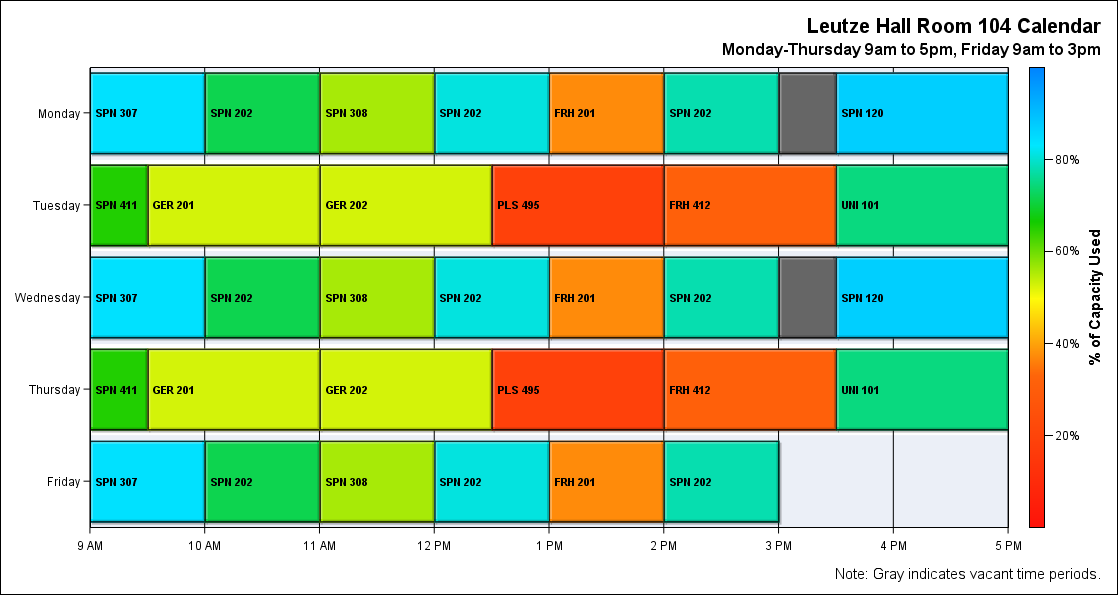 Leutze Hall Room 104 Calendar
Monday-Thursday 9am to 5pm, Friday 9am to 3pm
Monday SPN 307 SPN 202 SPN 308 SPN 202 FRH 201 SPN 202 SPN 120
Tuesday SPN 411 GER 201 GER 202 PLS 495 FRH 412 UNI 101
Wednesday SPN 307 SPN 202 SPN 308 SPN 202 FRH 201 SPN 202 SPN 120
Thursday SPN 411 GER 201 GER 202 PLS 495 FRH 412 UNI 101
Friday SPN 307 SPN 202 SPN 308 SPN 202 FRH 201 SPN 202
9 AM 10 AM 11 AM 12 PM 1 PM 2 PM 3 PM 4 PM 5 PM
80%
60%
40%
20%
% of Capacity Used
Note: Gray indicates vacant time periods.